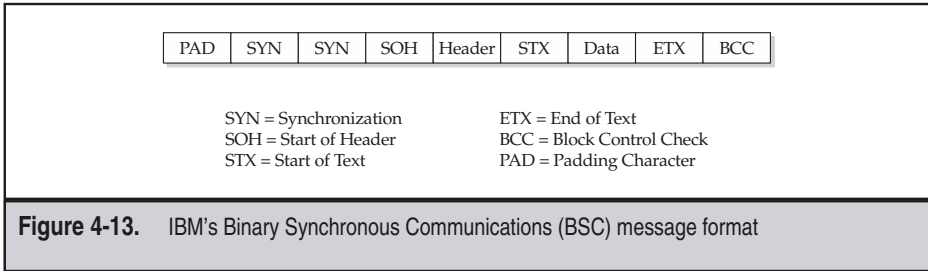 PAD SYN SYN SOH Header STX Data ETX BCC
SYN = Synchronization
SOH = Start of Header
STX = Start of Text
ETX = End of Text
BCC = Block Control Check
PAD = Padding Character
Figure 4-13. IBM's Binary Synchronous Communications (BSC) message format